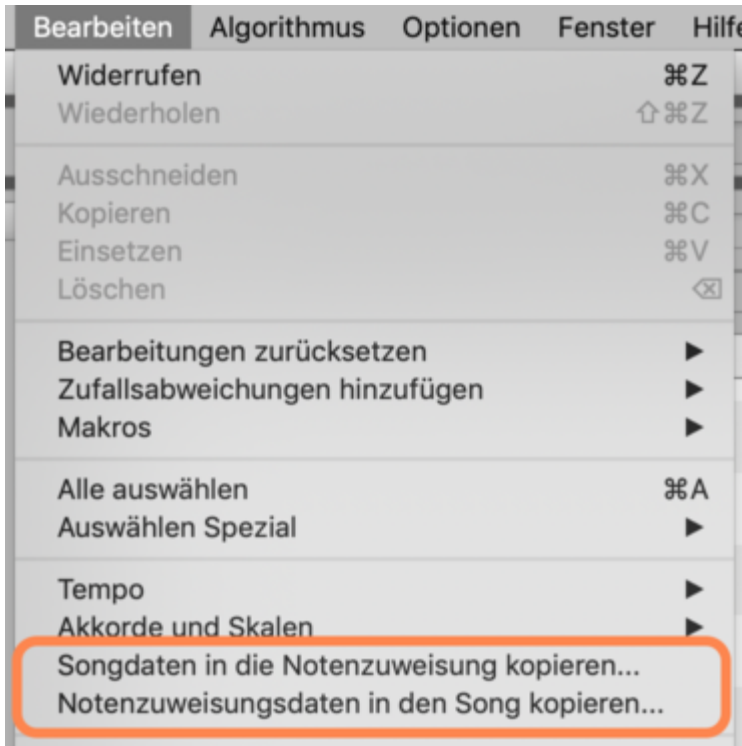 Bearbeiten Algorithmus Optionen Fenster Hilfe
Widerrufen ⌘Z
Wiederholen ⇧⌘Z
Ausschneiden ⌘X
Kopieren ⌘C
Einsetzen ⌘V
Löschen ⌫
Bearbeitungen zurücksetzen ▶
Zufallsabweichungen hinzufügen ▶
Makros ▶
Alle auswählen ⌘A
Auswählen Spezial ▶
Tempo ▶
Akkorde und Skalen ▶
Songdaten in die Notenzuweisung kopieren...
Notenzuweisungsdaten in den Song kopieren...